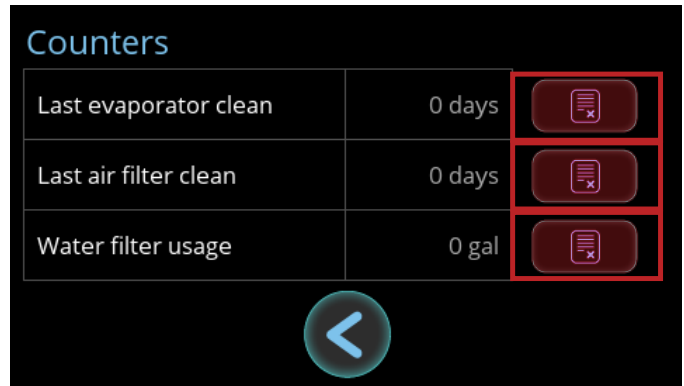 Counters
Last evaporator clean 0 days
Last air filter clean 0 days
Water filter usage 0 gal